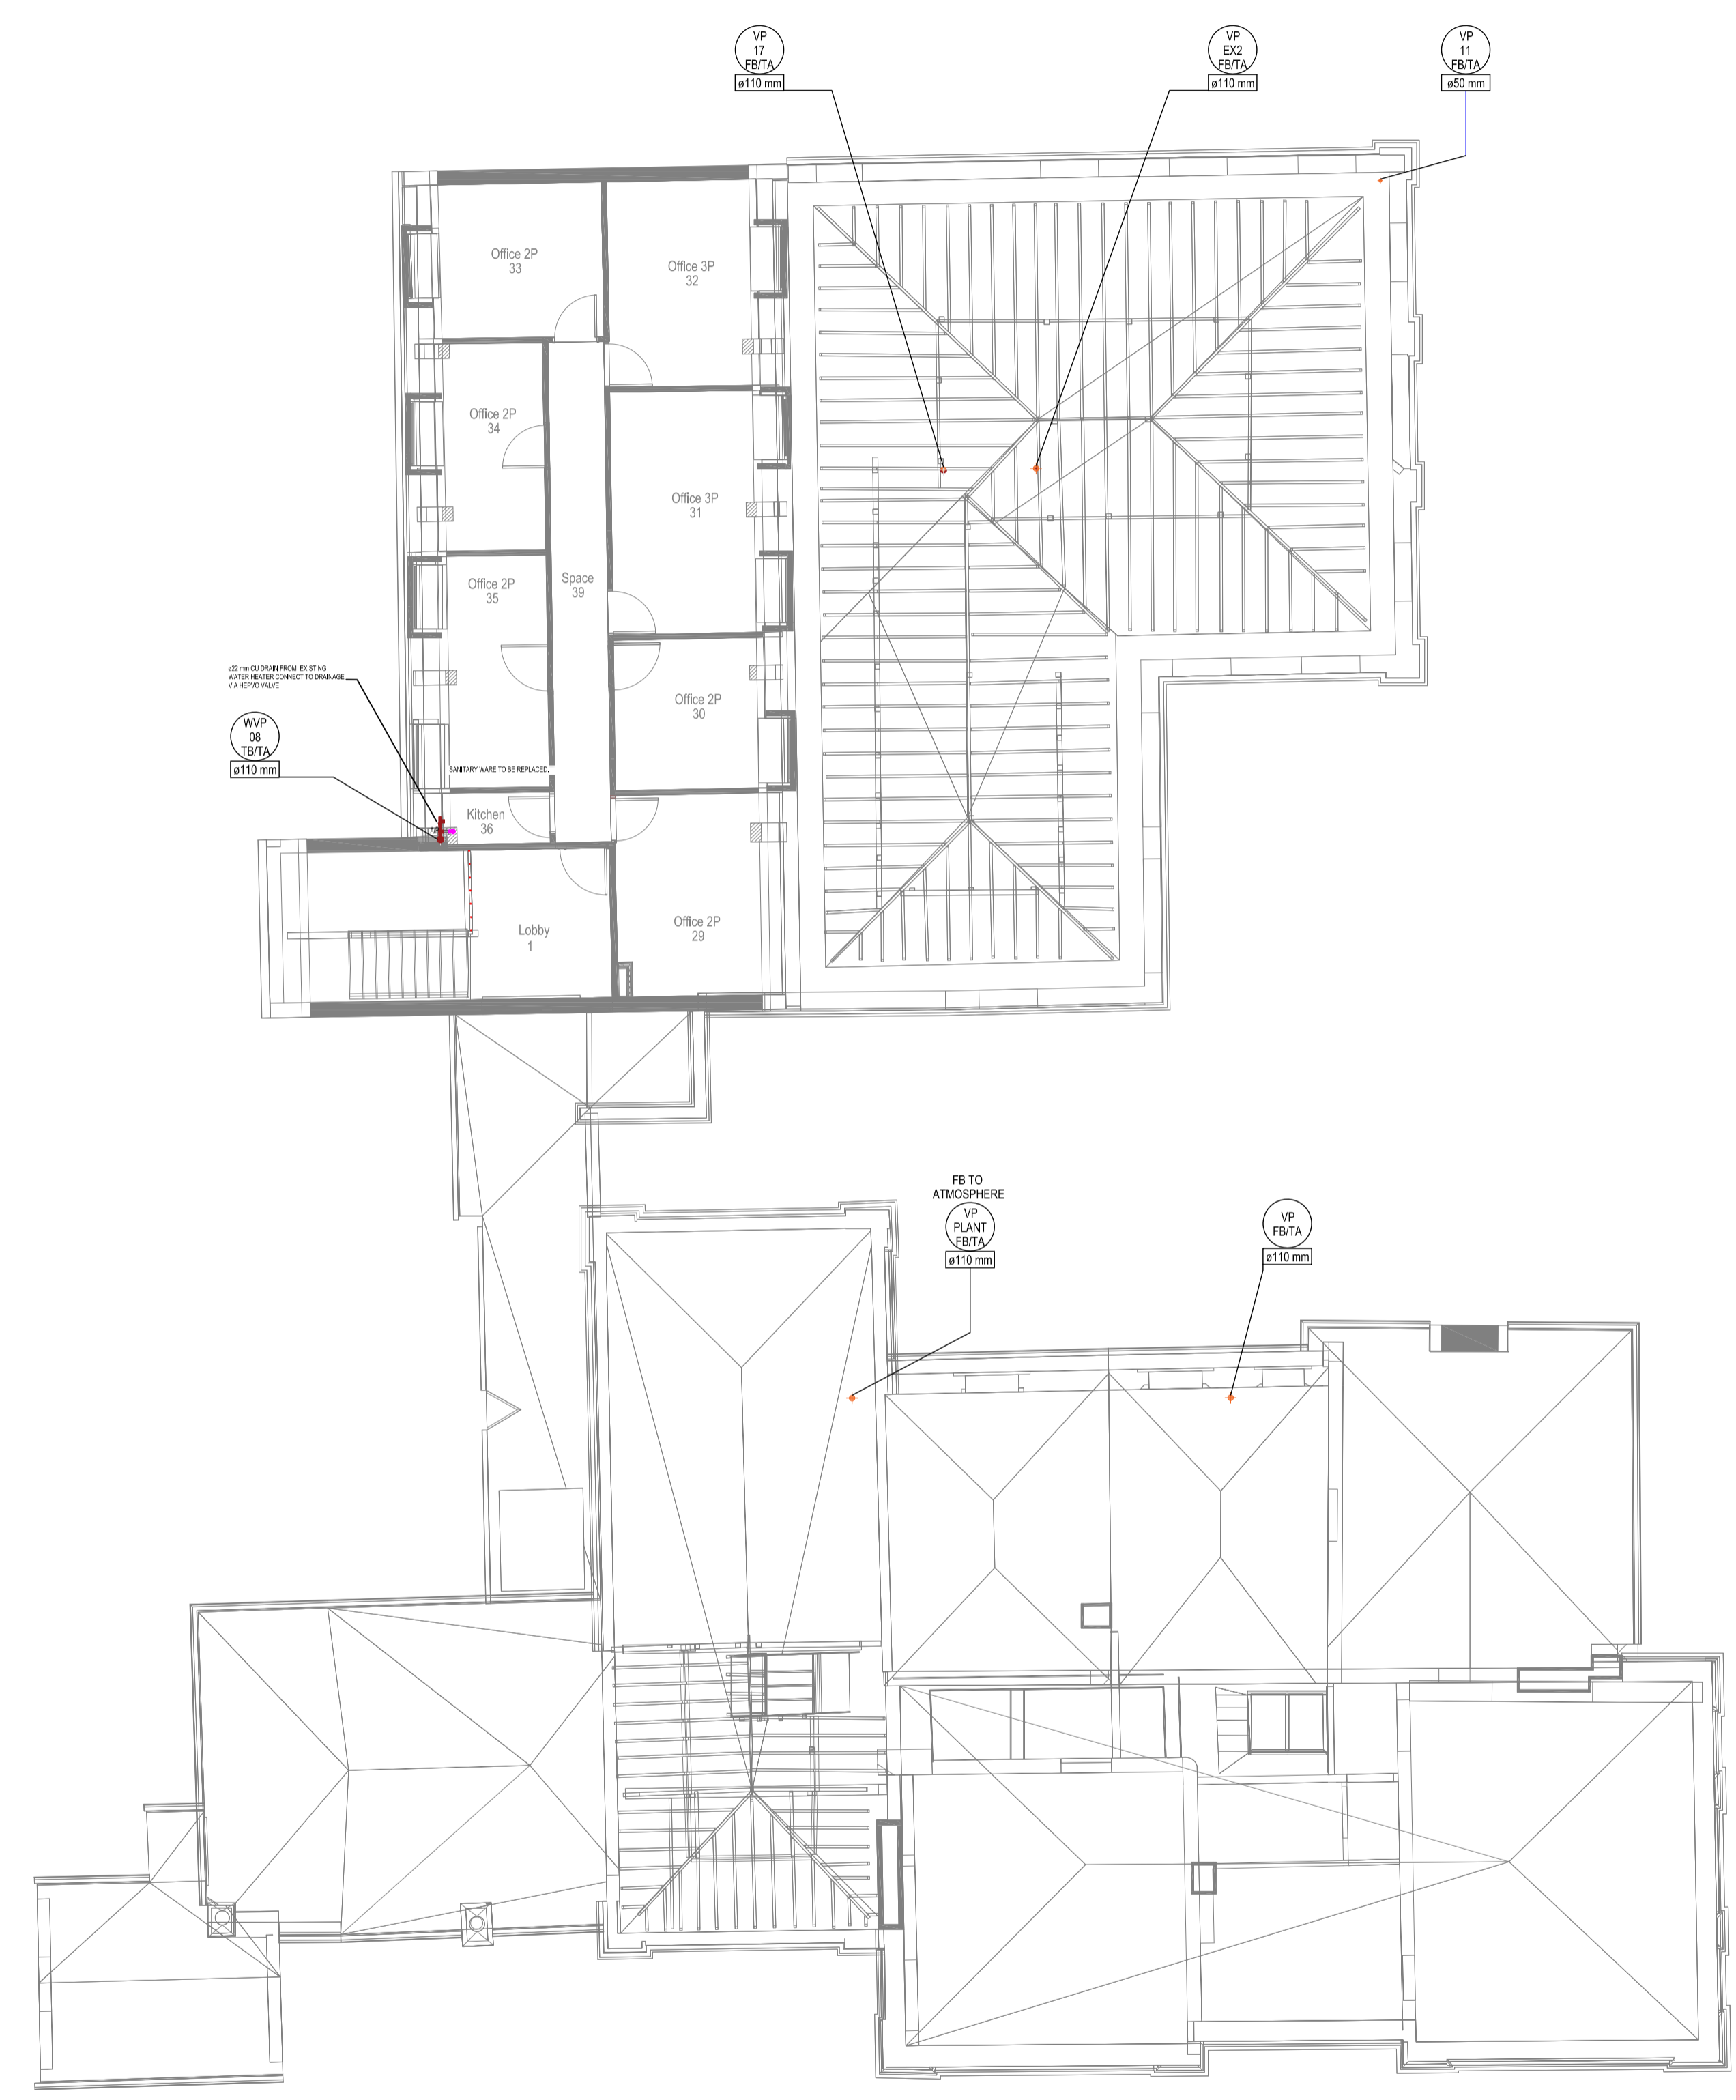 VP
17
FB/TA
ø110 mm
VP
EX2
FB/TA
ø110 mm
VP
11
FB/TA
ø50 mm
Office 2P
33
Office 3P
32
Office 2P
34
Office 3P
31
Office 2P
35
Space
39
ø22 mm CU DRAIN FROM EXISTING
WATER HEATER CONNECT TO DRAINAGE
VIA HEPVO VALVE
Office 2P
30
WVP
08
TB/TA
ø110 mm
SANITARY WARE TO BE REPLACED.
Kitchen
36
Lobby
1
Office 2P
29
FB TO
ATMOSPHERE
VP
PLANT
FB/TA
ø110 mm
VP
FB/TA
ø110 mm